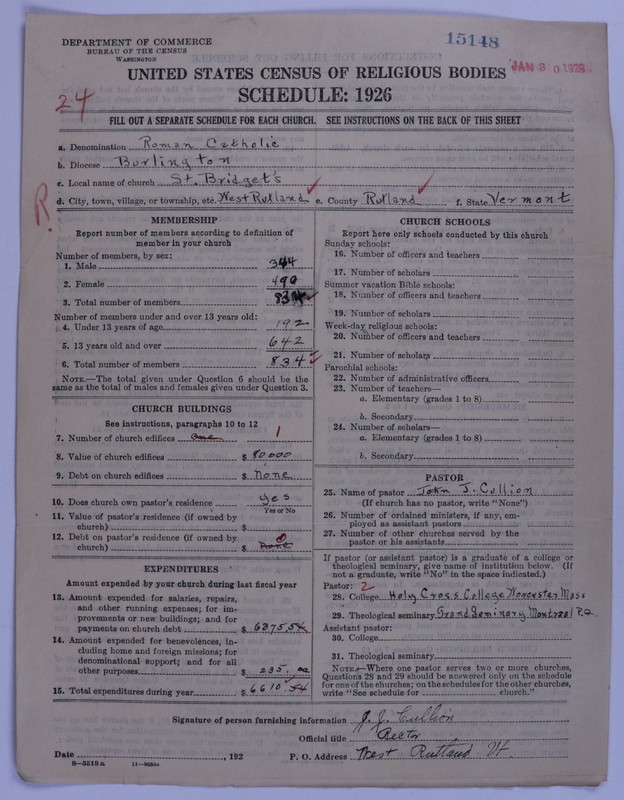 DEPARTMENT OF COMMERCE
BUREAU OF THE CENSUS
WASHINGTON
15148
JAN 30 1928
UNITED STATES CENSUS OF RELIGIOUS BODIES
SCHEDULE: 1926
24
FILL OUT A SEPARATE SCHEDULE FOR EACH CHURCH. SEE INSTRUCTIONS ON THE BACK OF THIS SHEET
a. Denomination Roman Catholic
b. Diocese Burlington
c. Local name of church St. Bridget's
d. City, town, village, or township, etc. West Rutland e. County Rutland f. State Vermont
R.
MEMBERSHIP
Report number of members according to definition of
member in your church
Number of members, by sex:
1. Male 344
2. Female 490
3. Total number of members 834
Number of members under and over 13 years old:
4. Under 13 years of age 192
5. 13 years old and over 642
6. Total number of members 834
NOTE.—The total given under Question 6 should be the
same as the total of males and females given under Question 3.
CHURCH BUILDINGS
See instructions, paragraphs 10 to 12
7. Number of church edifices one 1
8. Value of church edifices $ 80000
9. Debt on church edifices $ none
10. Does church own pastor's residence yes
Yes or No
11. Value of pastor's residence (if owned by
church) $
12. Debt on pastor's residence (if owned by
church) $ none 0
EXPENDITURES
Amount expended by your church during last fiscal year
13. Amount expended for salaries, repairs,
and other running expenses; for im-
provements or new buildings; and for
payments on church debt $ 6375.54
14. Amount expended for benevolences, in-
cluding home and foreign missions; for
denominational support; and for all
other purposes $ 235.00
15. Total expenditures during year $ 6610.54
CHURCH SCHOOLS
Report here only schools conducted by this church
Sunday schools:
16. Number of officers and teachers
17. Number of scholars
Summer vacation Bible schools:
18. Number of officers and teachers
19. Number of scholars
Week-day religious schools:
20. Number of officers and teachers
21. Number of scholars
Parochial schools:
22. Number of administrative officers
23. Number of teachers—
a. Elementary (grades 1 to 8)
b. Secondary
24. Number of scholars—
a. Elementary (grades 1 to 8)
b. Secondary
PASTOR
25. Name of pastor John J. Cullion
(If church has no pastor, write "None")
26. Number of ordained ministers, if any, em-
ployed as assistant pastors
27. Number of other churches served by the
pastor or his assistants
If pastor (or assistant pastor) is a graduate of a college or
theological seminary, give name of institution below. (If
not a graduate, write "No" in the space indicated.)
Pastor: 2
28. College Holy Cross College Worcester Mass
29. Theological seminary Grand Seminary Montreal P.Q.
Assistant pastor:
30. College
31. Theological seminary
NOTE.—Where one pastor serves two or more churches,
Questions 28 and 29 should be answered only on the schedule
for one of the churches; on the schedules for the other churches,
write "See schedule for church."
Signature of person furnishing information J. J. Cullion
Official title Rector
Date , 192 P. O. Address West Rutland Vt.
8-5518 a